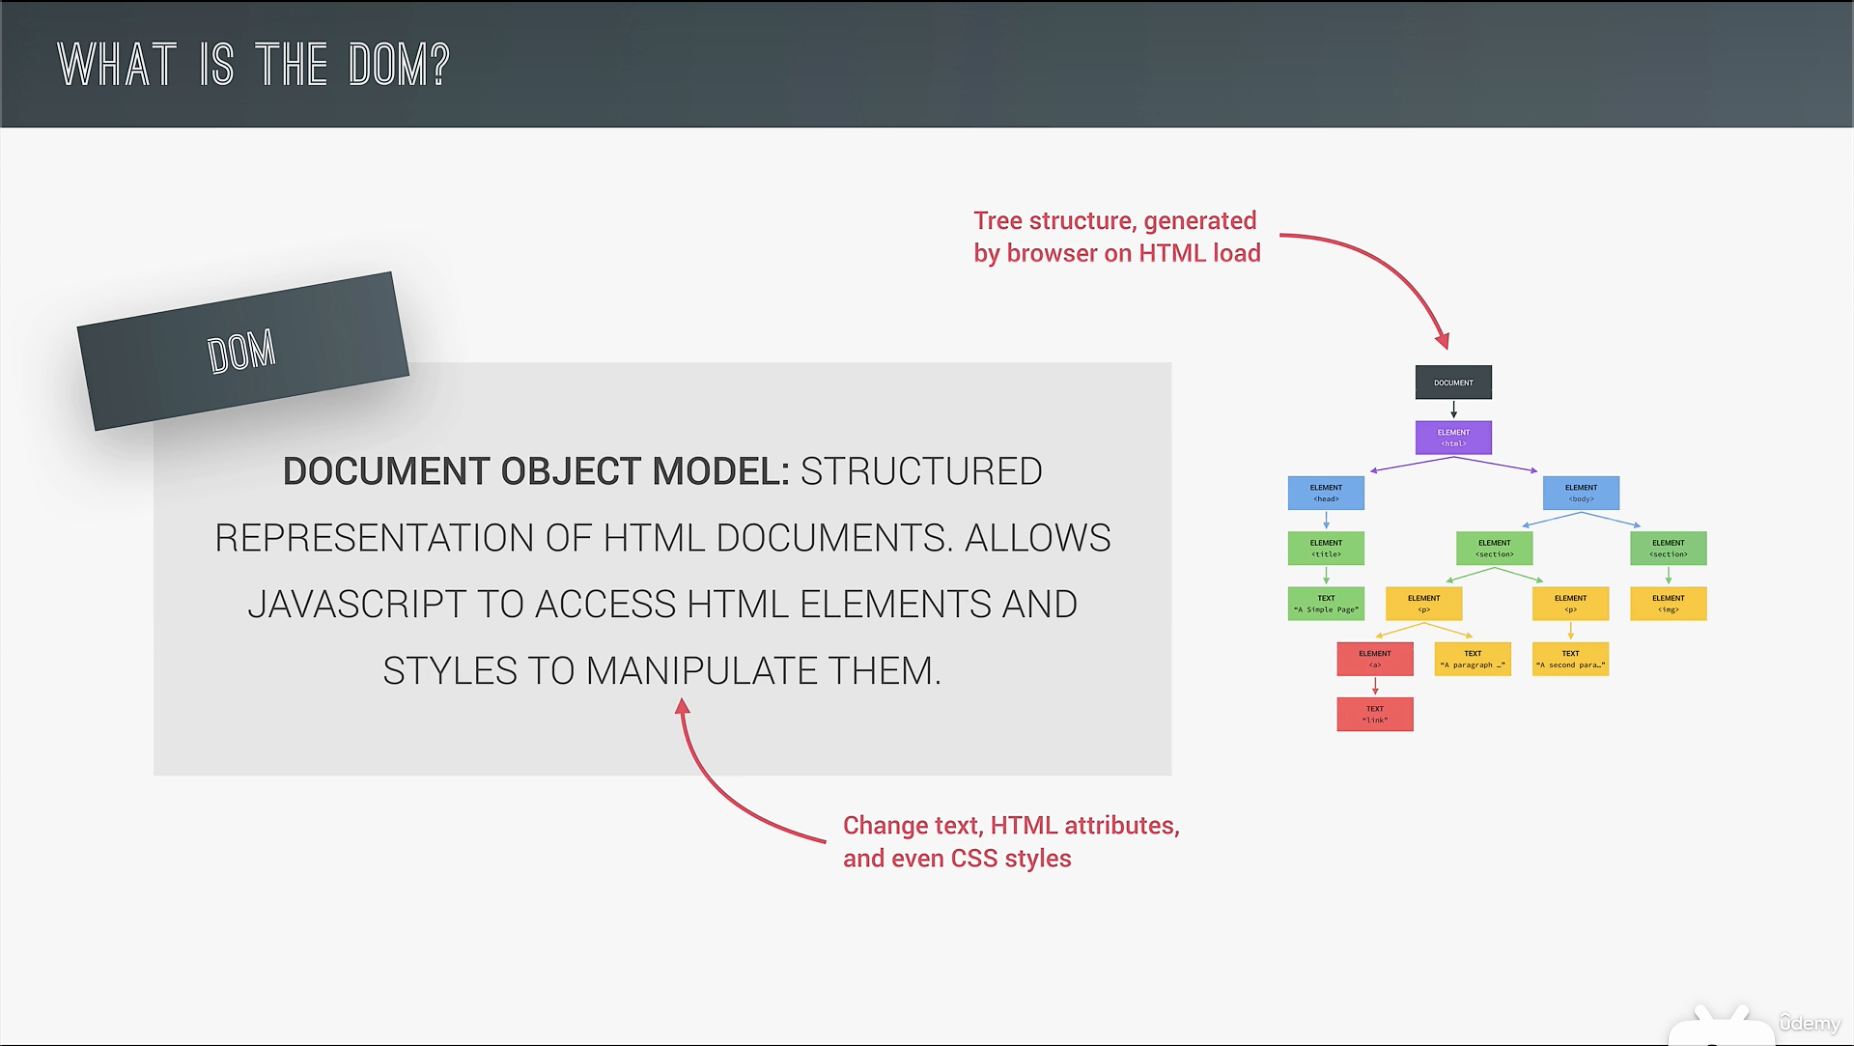 WHAT IS THE DOM?
Tree structure, generated
by browser on HTML load
DOM
DOCUMENT OBJECT MODEL: STRUCTURED
REPRESENTATION OF HTML DOCUMENTS. ALLOWS
JAVASCRIPT TO ACCESS HTML ELEMENTS AND
STYLES TO MANIPULATE THEM.
Change text, HTML attributes,
and even CSS styles
DOCUMENT
ELEMENT
<html>
ELEMENT
<head>
ELEMENT
<body>
ELEMENT
<title>
ELEMENT
<section>
ELEMENT
<section>
TEXT
"A Simple Page"
ELEMENT
<p>
ELEMENT
<p>
ELEMENT
<img>
ELEMENT
<a>
TEXT
"A paragraph …"
TEXT
"A second para…"
TEXT
"link"
ûdemy